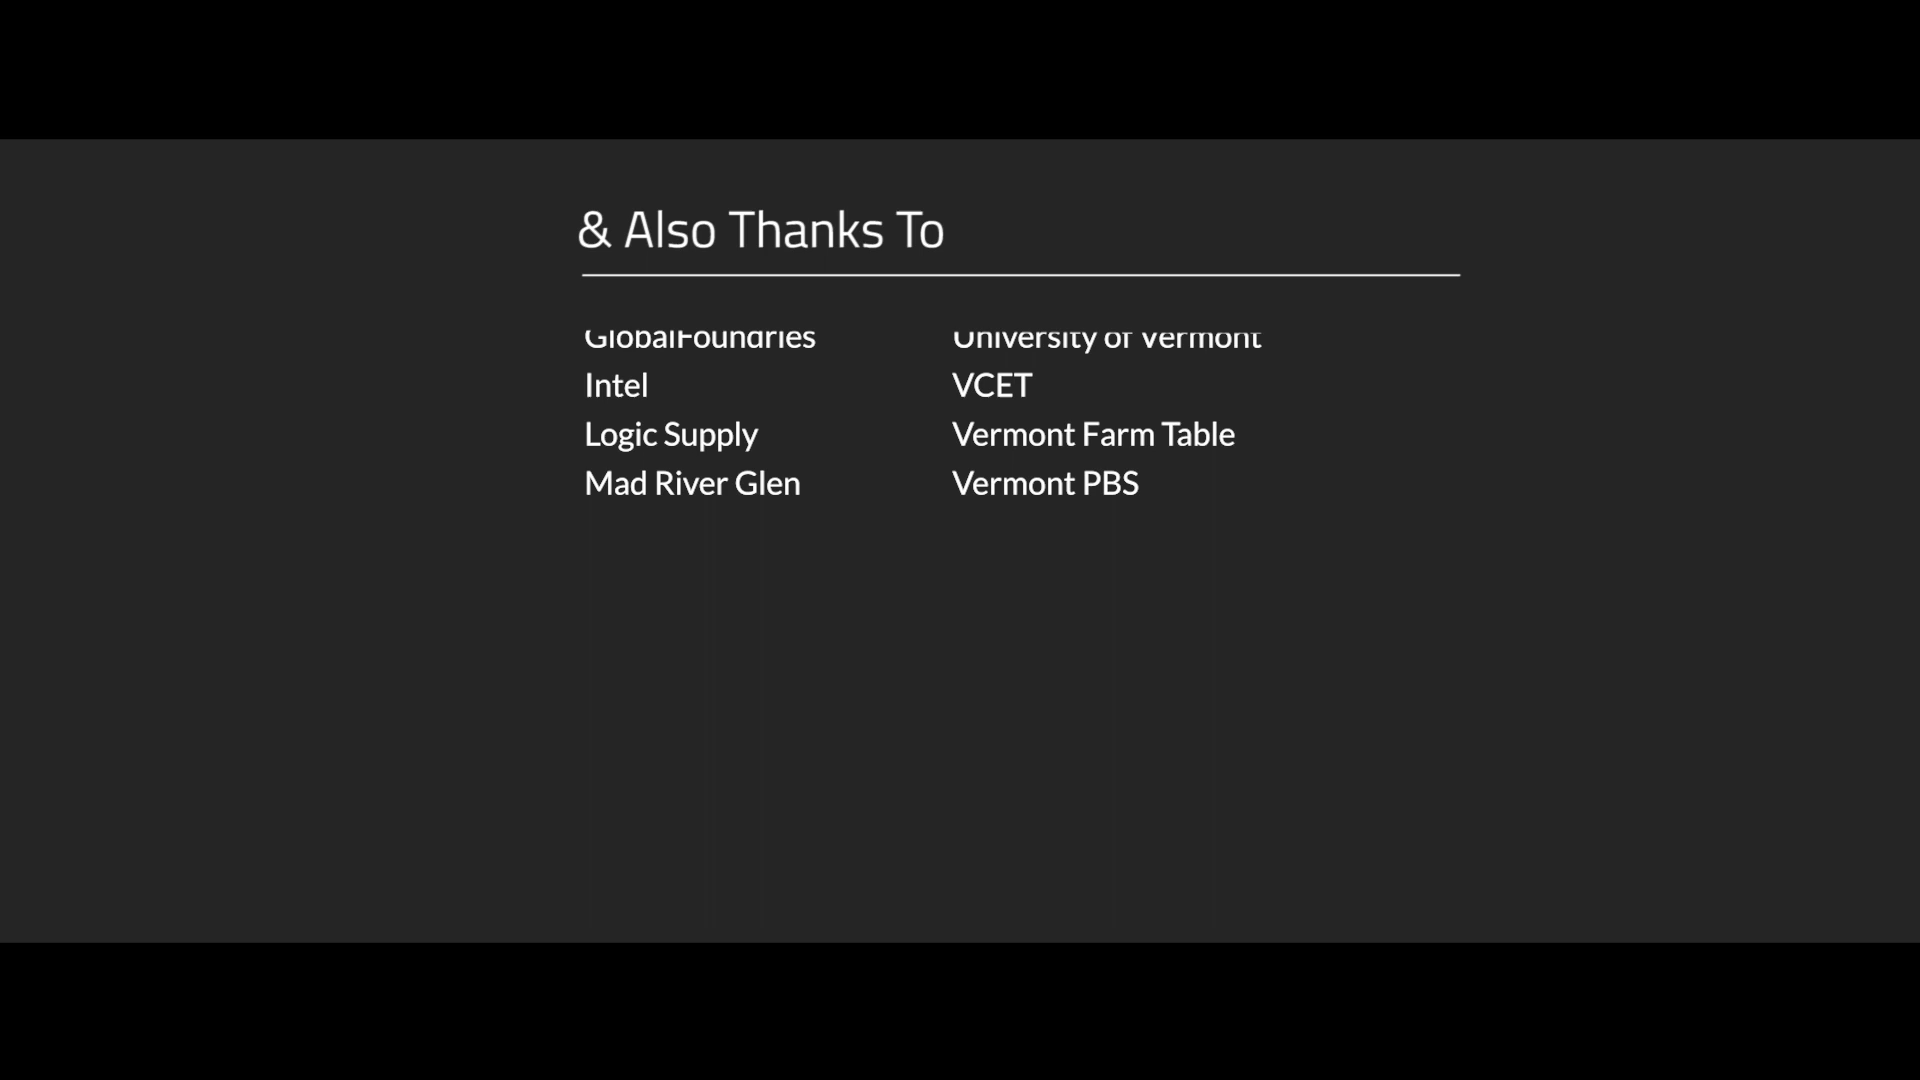 & Also Thanks To
GlobalFoundries
Intel
Logic Supply
Mad River Glen
University of Vermont
VCET
Vermont Farm Table
Vermont PBS